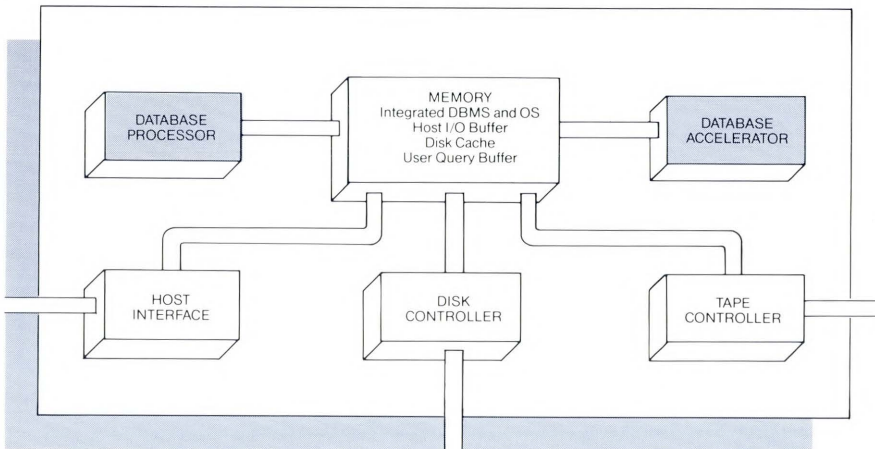 DATABASE
PROCESSOR
MEMORY
Integrated DBMS and OS
Host I/O Buffer
Disk Cache
User Query Buffer
DATABASE
ACCELERATOR
HOST
INTERFACE
DISK
CONTROLLER
TAPE
CONTROLLER